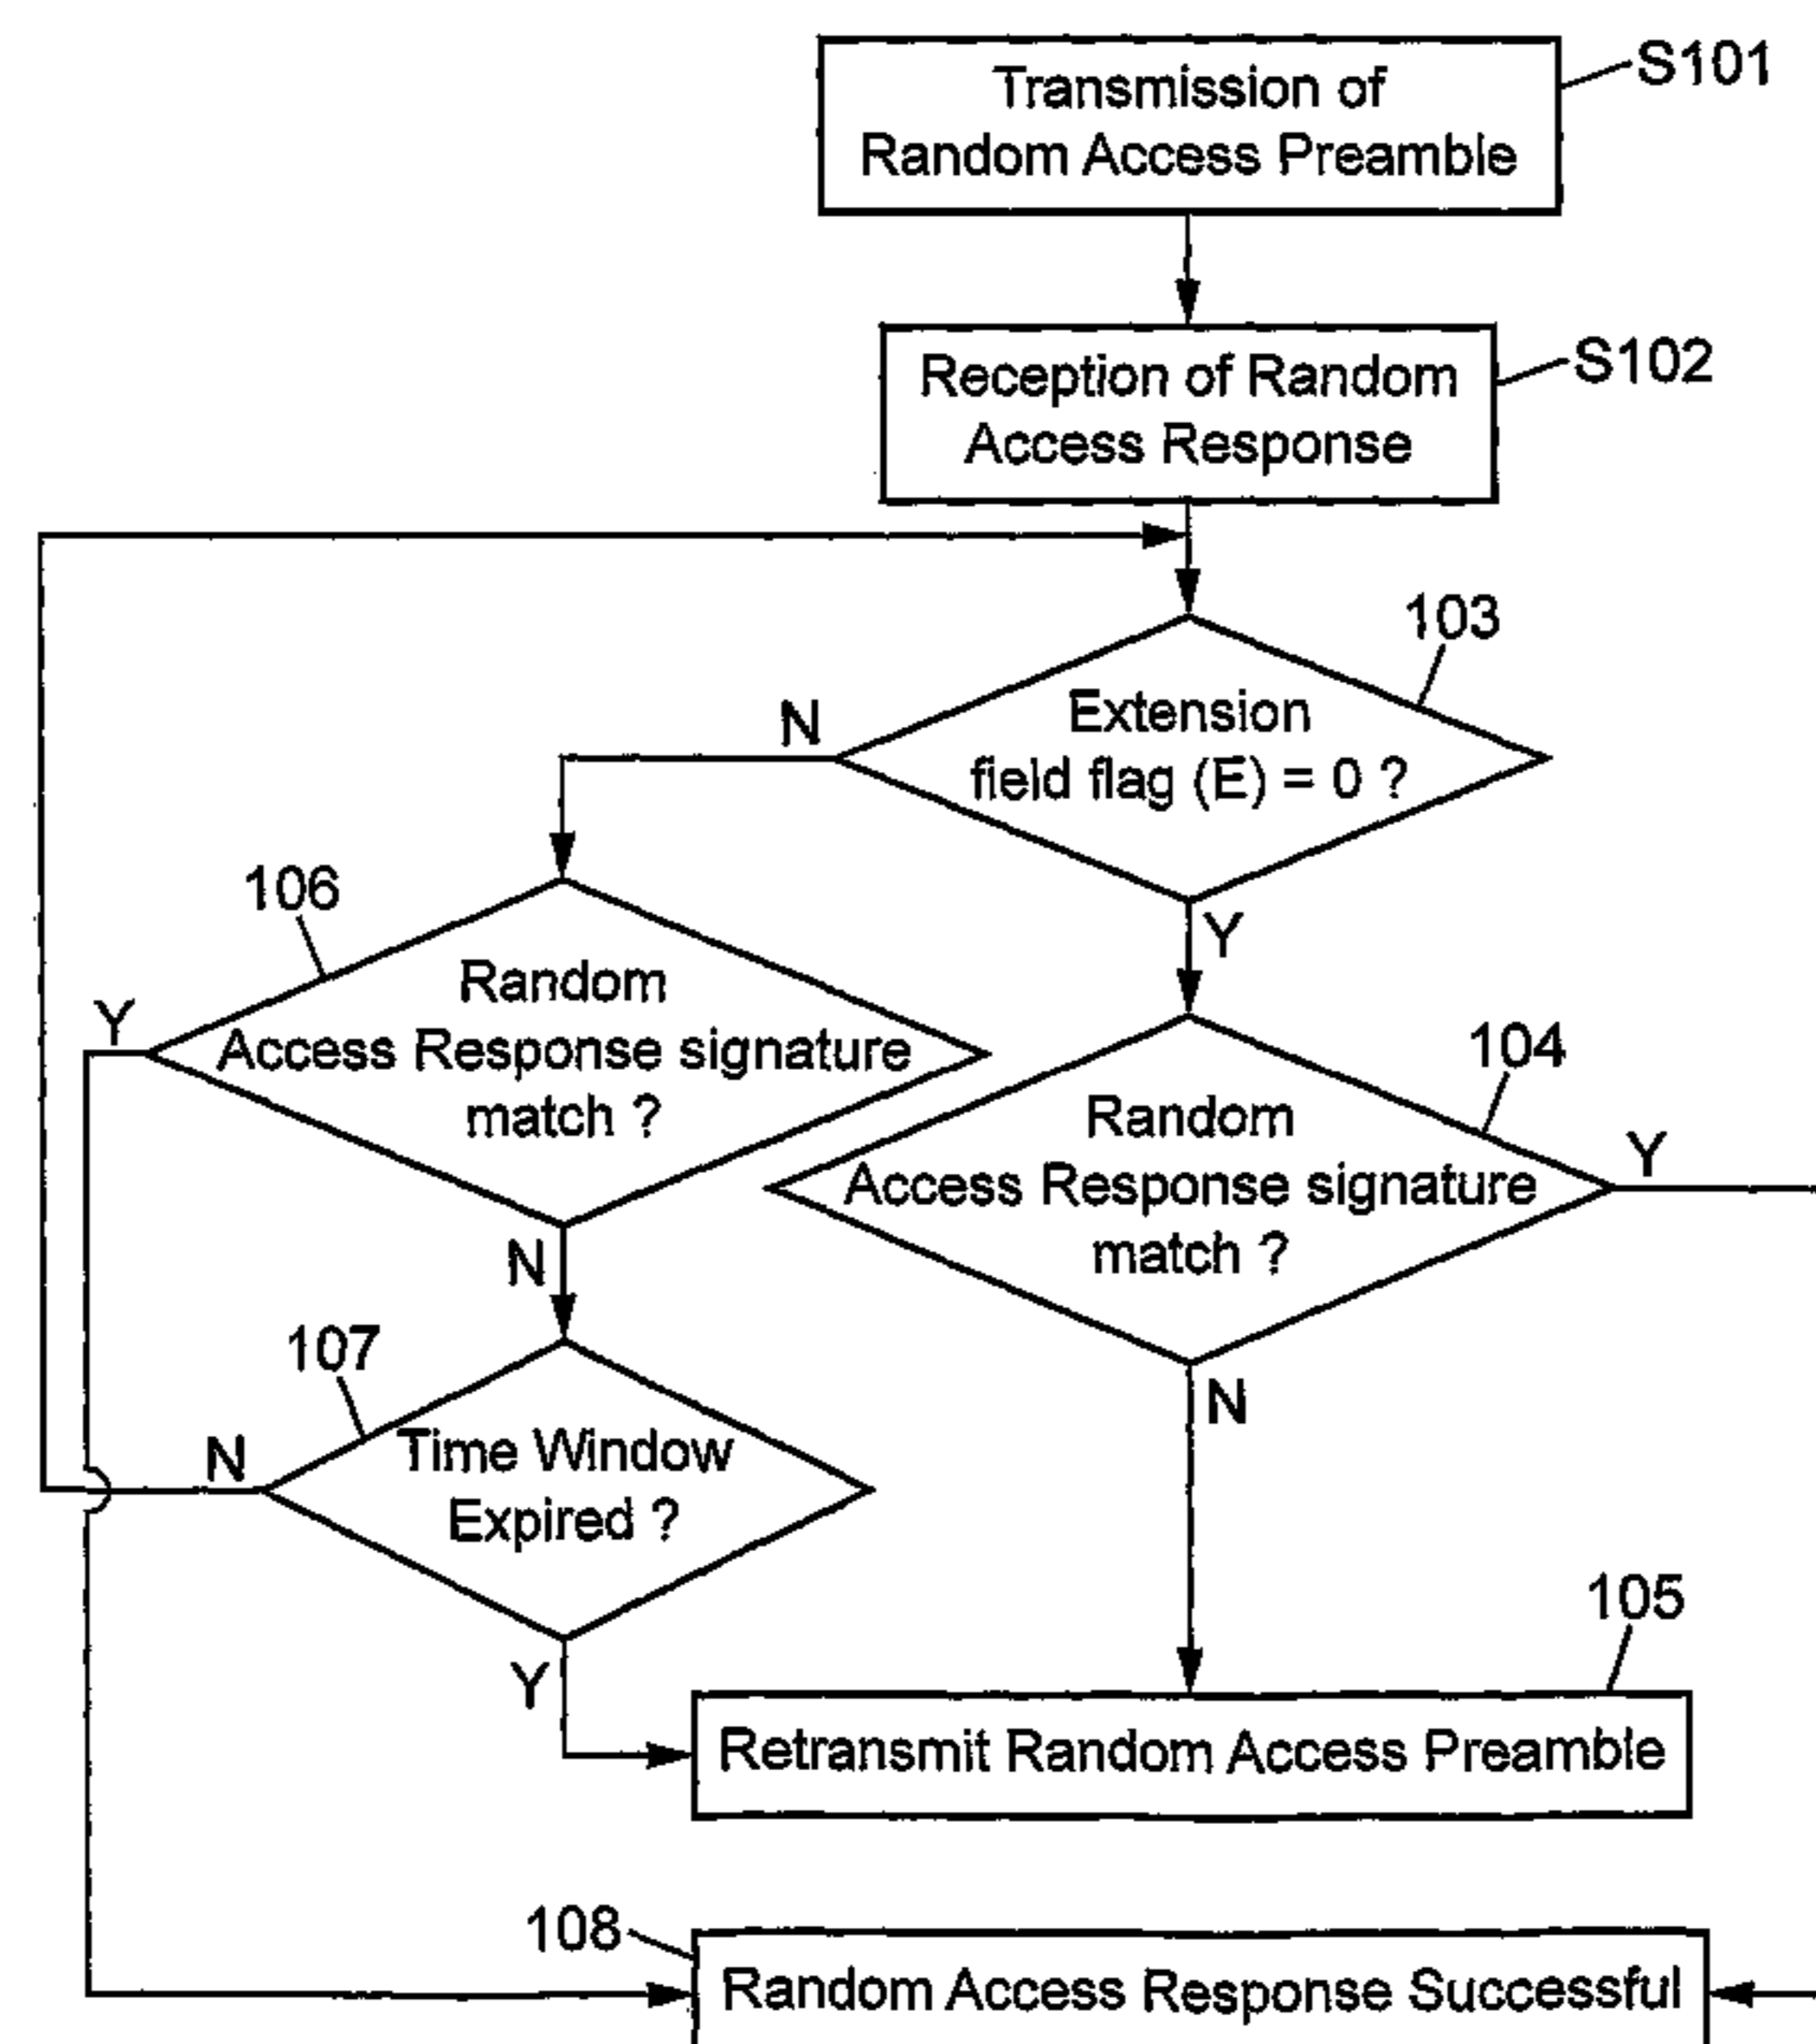 Transmission of
Random Access Preamble
S101
Reception of Random
Access Response
S102
103
Extension
field flag (E) = 0 ?
N
Y
106
Random
Access Response signature
match ?
Y
N
104
Random
Access Response signature
match ?
Y
N
107
Time Window
Expired ?
N
Y
105
Retransmit Random Access Preamble
108
Random Access Response Successful